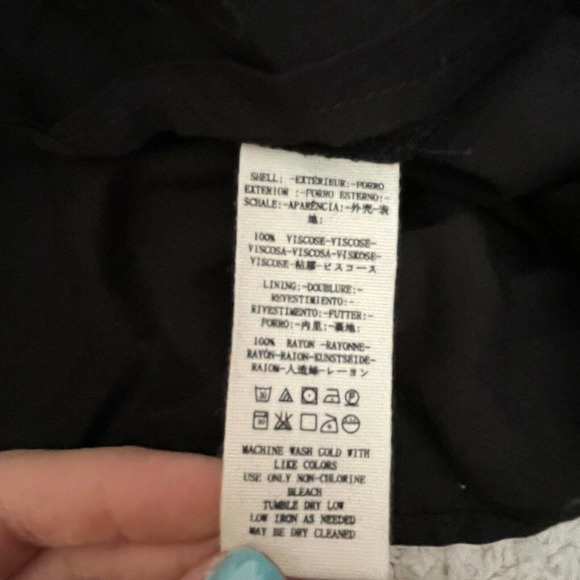 SHELL: -EXTÉRIEUR:-FORRO
EXTERIOR :-FORRO ESTERNO:-
SCHALE:-APARÊNCIA:-外壳-表
地:
100% VISCOSE-VISCOSE-
VISCOSA-VISCOSA-VISKOSE-
VISCOSE-粘膠-ビスコース
LINING:-DOUBLURE:-
REVESTIMIENTO:-
RIVESTIMENTO:-FUTTER:-
FORRO:-内里:-裏地:
100% RAYON -RAYONNE-
RAYÓN-RAION-KUNSTSEIDE-
RAIOM-人造絲-レーヨン
MACHINE WASH COLD WITH
LIKE COLORS
USE ONLY NON-CHLORINE
BLEACH
TUMBLE DRY LOW
LOW IRON AS NEEDED
MAY BE DRY CLEANED